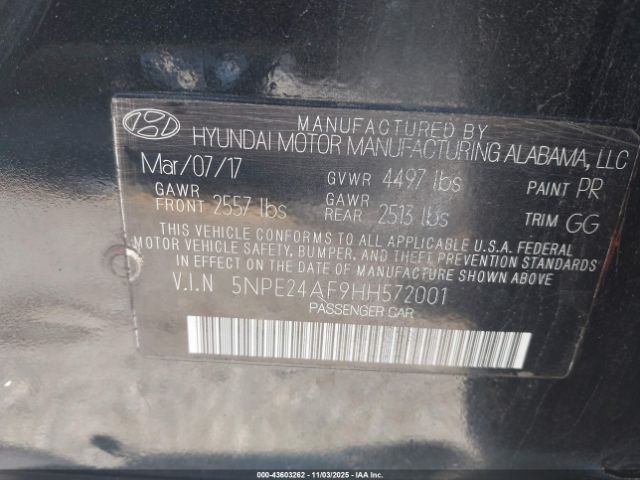 MANUFACTURED BY
HYUNDAI MOTOR MANUFACTURING ALABAMA, LLC
Mar/07/17 GVWR 4497 lbs PAINT PR
GAWR FRONT 2557 lbs GAWR REAR 2513 lbs TRIM GG
THIS VEHICLE CONFORMS TO ALL APPLICABLE U.S.A. FEDERAL
MOTOR VEHICLE SAFETY, BUMPER, AND THEFT PREVENTION STANDARDS
IN EFFECT ON THE DATE OF MANUFACTURE SHOWN ABOVE.
V.I.N 5NPE24AF9HH572001
PASSENGER CAR
000-43603262 - 11/03/2025 - IAA Inc.